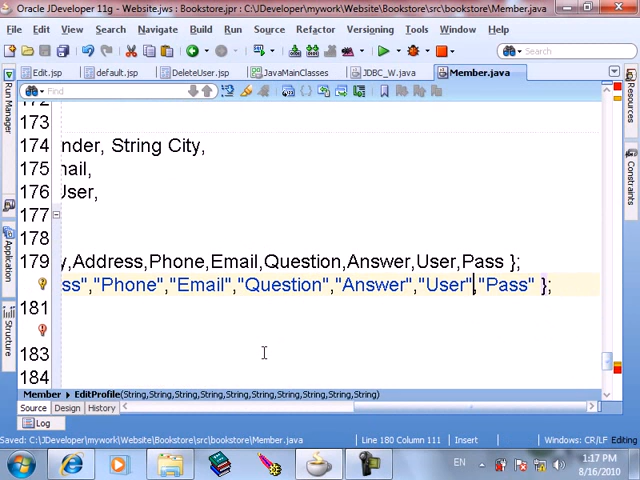 Oracle JDeveloper 11g - Website.jws : Bookstore.jpr : C:\JDeveloper\mywork\Website\Bookstore\src\bookstore\Member.java
File Edit View Search Navigate Build Run Source Refactor Versioning Tools Window Help
Search
Edit.jsp default.jsp DeleteUser.jsp JavaMainClasses JDBC_W.java Member.java
Find
Run Manager
Application
Structure
Resources
Constraints
172
173
174 nder, String City,
175 nail,
176 User,
177
178
179 y,Address,Phone,Email,Question,Answer,User,Pass };
ss","Phone","Email","Question","Answer","User","Pass" };
181
183
184
Member EditProfile(String,String,String,String,String,String,String,String,String,String)
Source Design History
Log
Saved: C:\JDeveloper\mywork\Website\Bookstore\src\bookstore\Member.java Line 180 Column 111 Insert Windows: CR/LF Editing
EN 1:17 PM
8/16/2010